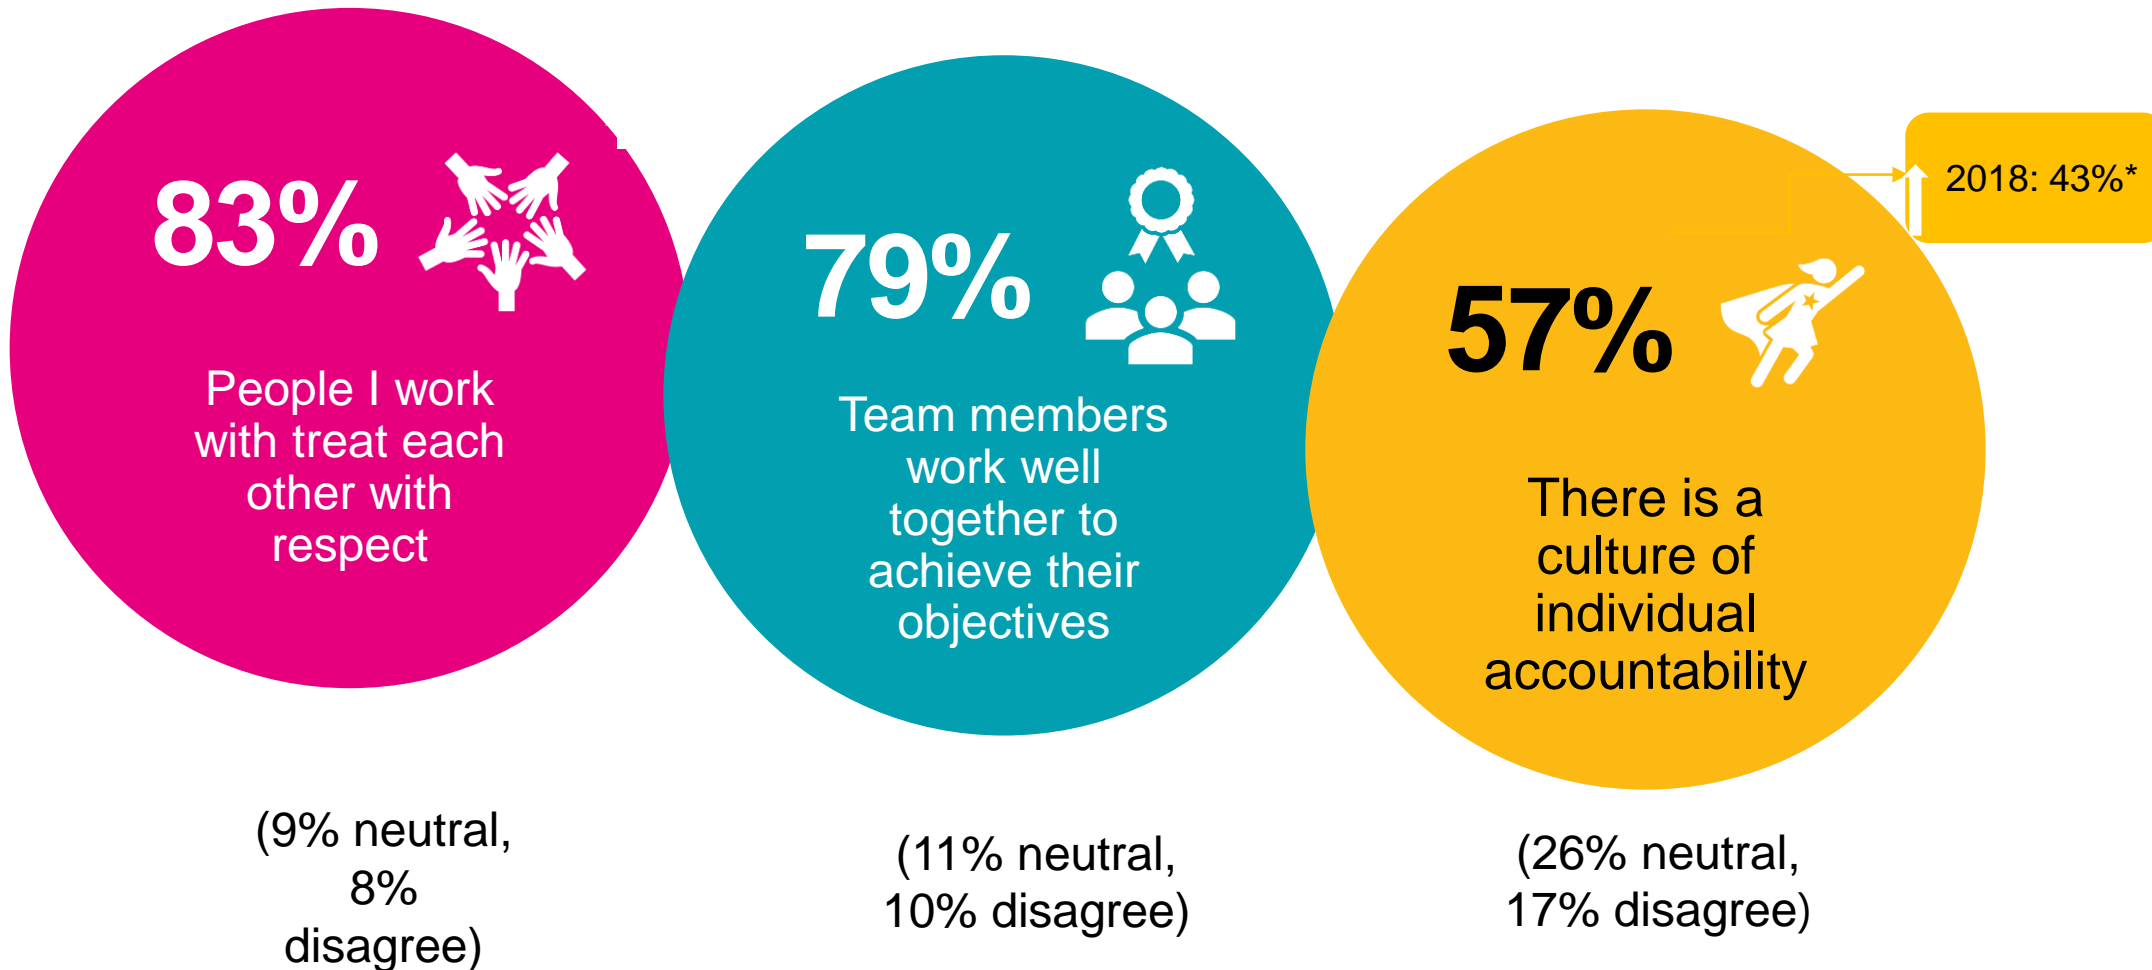 83%
People I work
with treat each
other with
respect
(9% neutral,
8%
disagree)
79%
Team members
work well
together to
achieve their
objectives
(11% neutral,
10% disagree)
57%
There is a
culture of
individual
accountability
(26% neutral,
17% disagree)
2018: 43%*